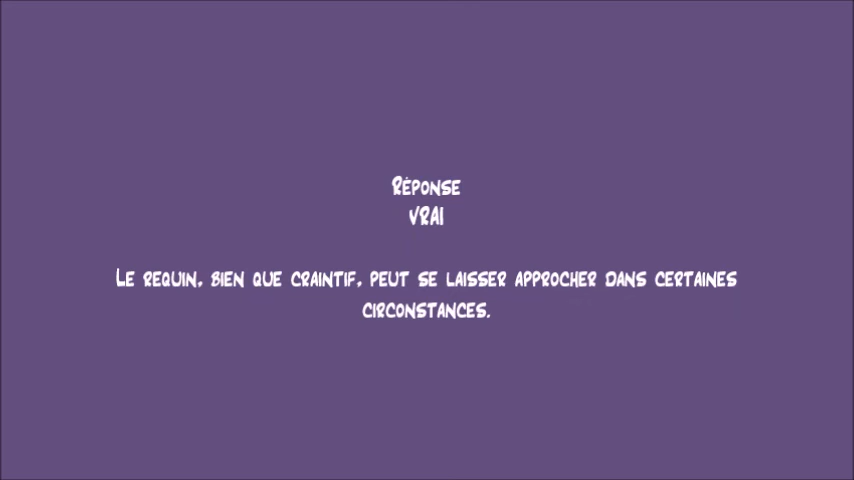 Réponse
VRAI
Le requin, bien que craintif, peut se laisser approcher dans certaines
circonstances.